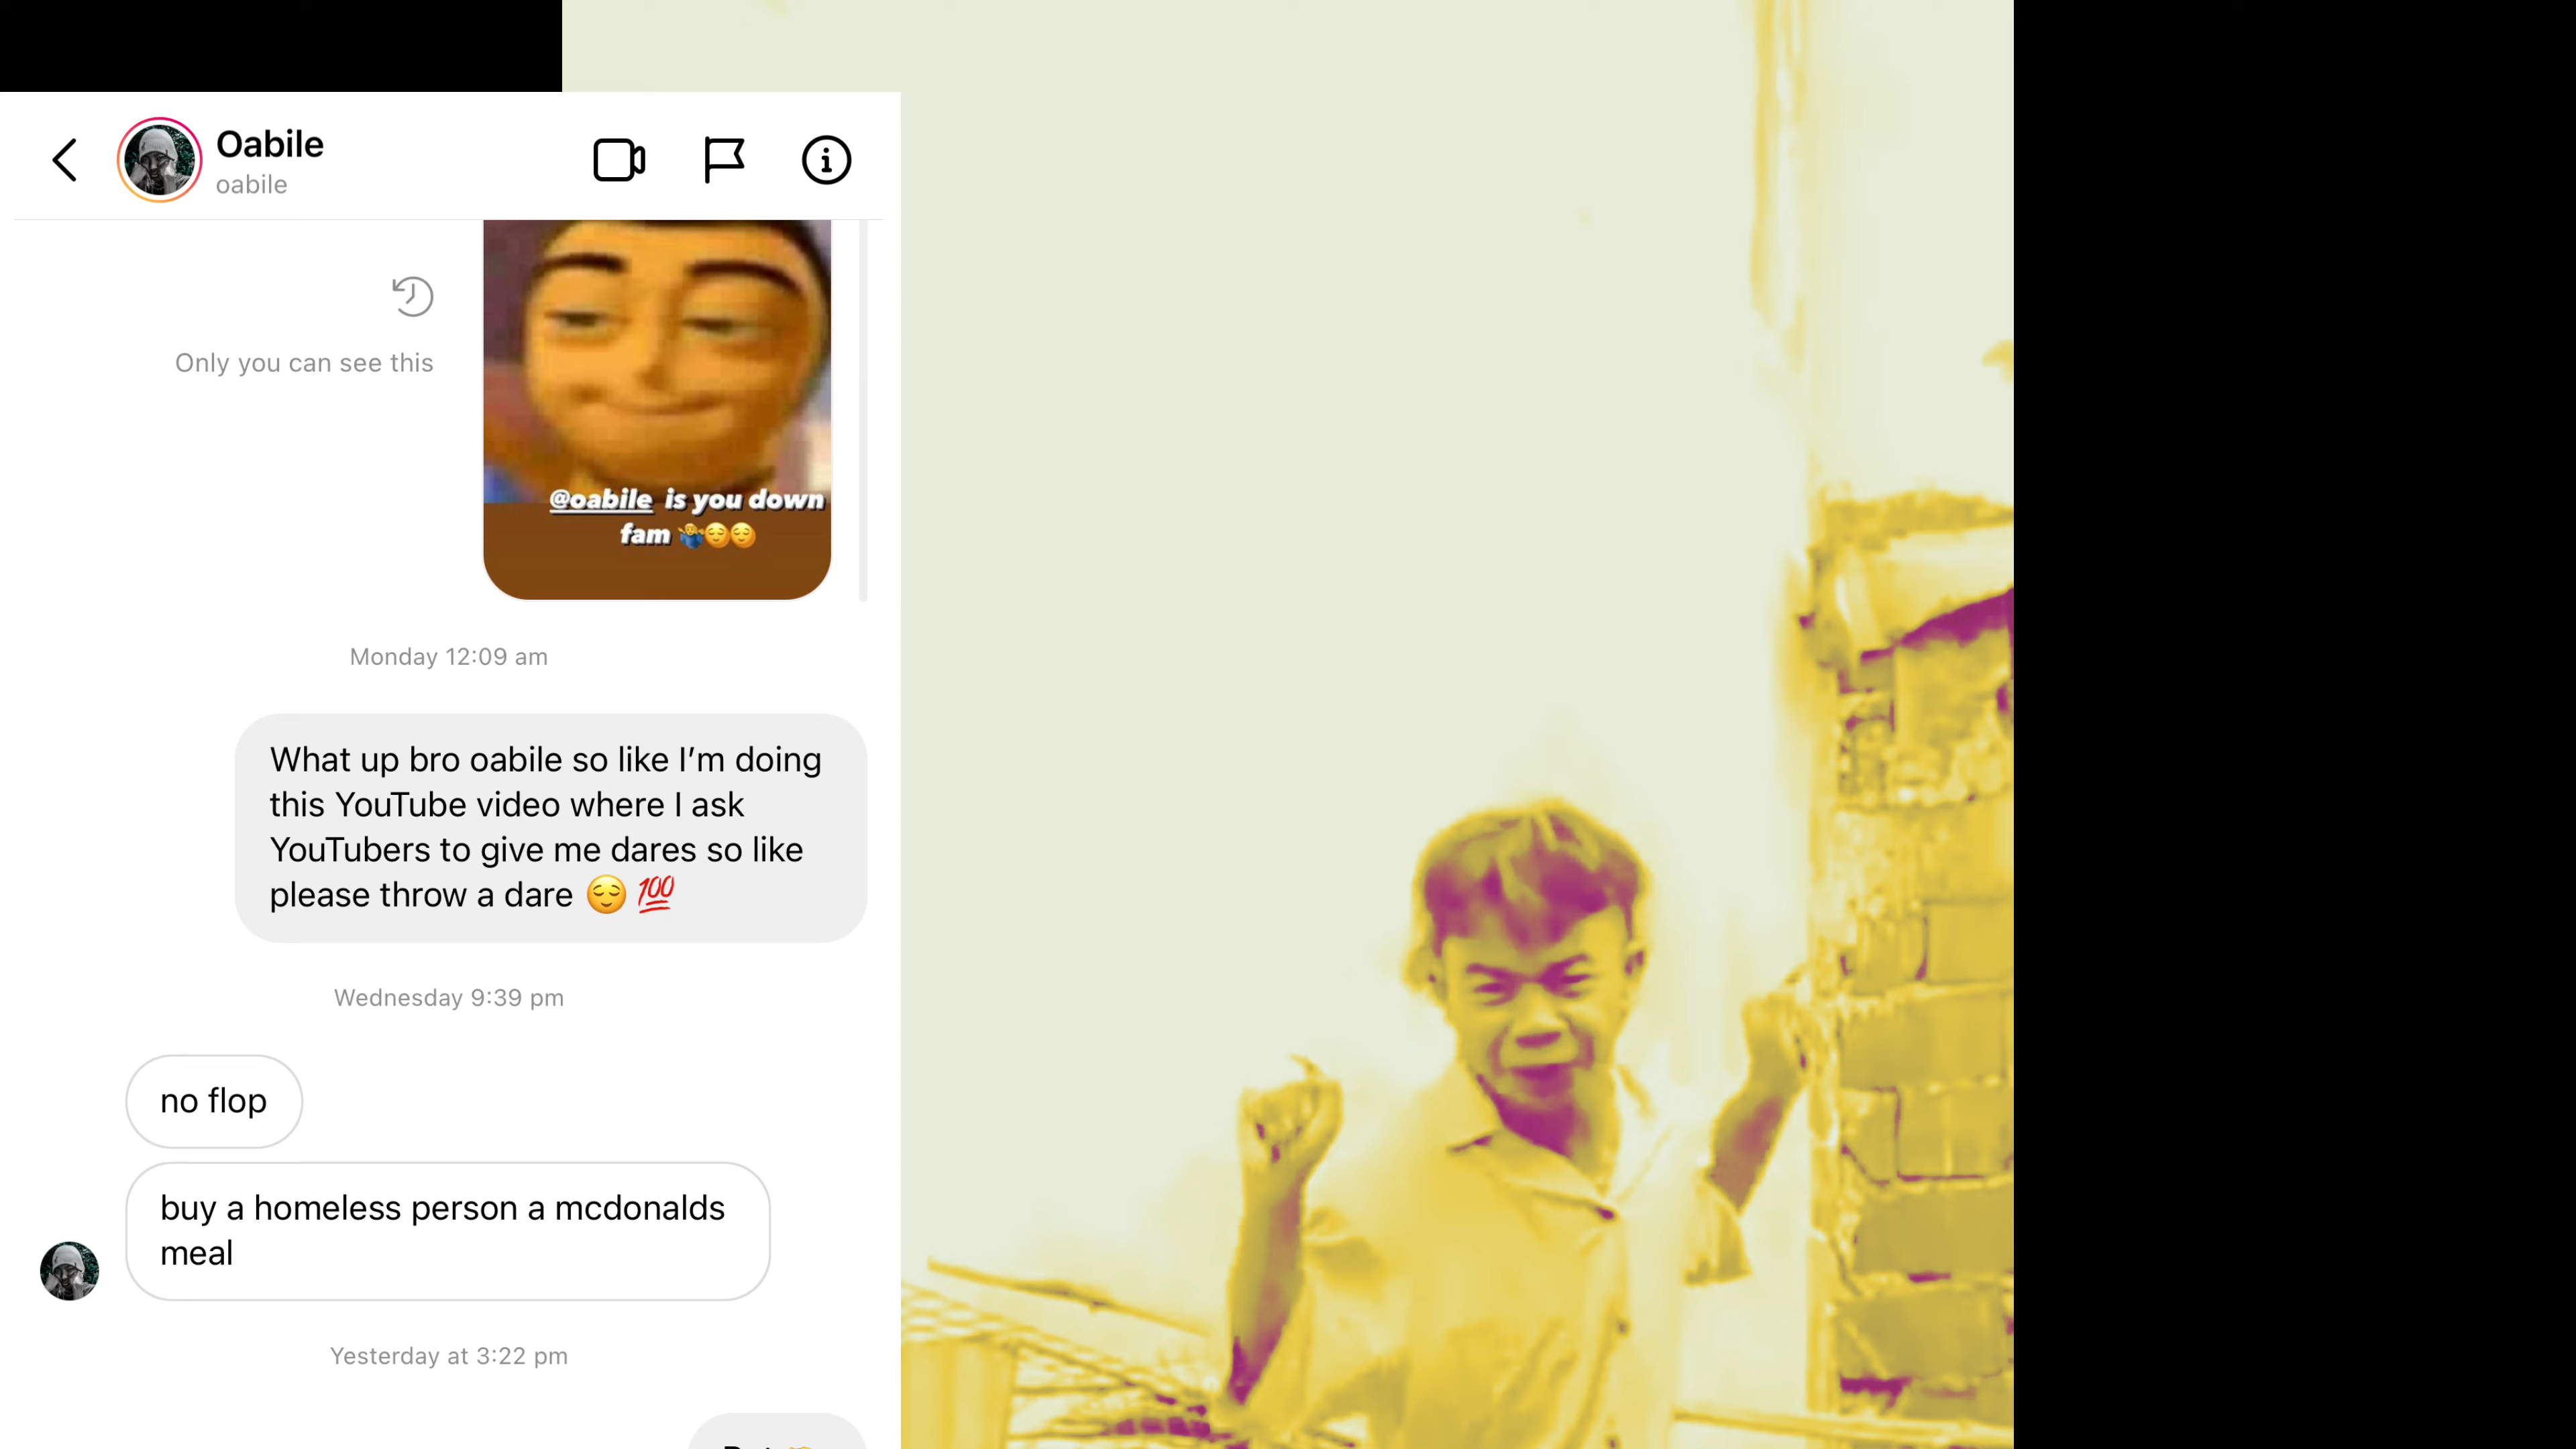 Oabile
oabile
Only you can see this
@oabile is you down
fam 🤷😌😌
Monday 12:09 am
What up bro oabile so like I’m doing
this YouTube video where I ask
YouTubers to give me dares so like
please throw a dare 😌 💯
Wednesday 9:39 pm
no flop
buy a homeless person a mcdonalds
meal
Yesterday at 3:22 pm